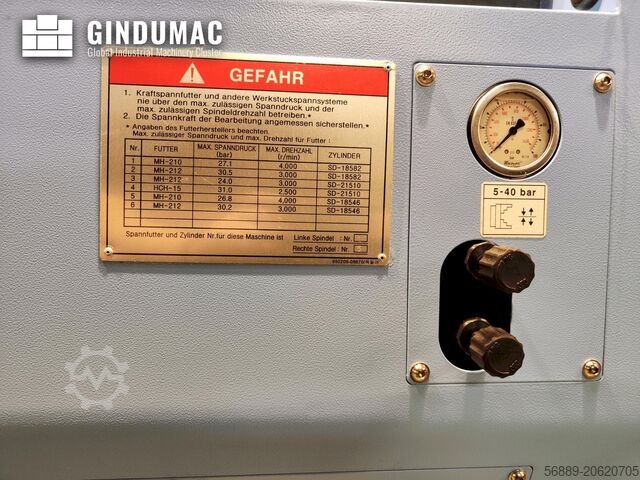 GINDUMAC
Global Industrial Machinery Cluster
GEFAHR
1. Kraftspannfutter und andere Werkstuckspannsysteme
nie über den max. zulässigen Spanndruck und der
max. zulässigen Spindeldrehzahl betreiben.*
2. Die Spannkraft der Bearbeitung angemessen sicherstellen.*
* Angaben des Futterherstellers beachten.
Max. zulässiger Spanndruck und max. Drehzahl für Futter :
Nr. FUTTER MAX. SPANNDRUCK (bar) MAX. DREHZAHL (r/min) ZYLINDER
1 MH-210 27.1 4,000 SD-18582
2 MH-212 30.5 3,000 SD-18582
3 MH-212 24.0 3,000 SD-21510
4 HCH-15 31.0 2,500 SD-21510
5 MH-210 26.8 4,000 SD-18546
6 MH-212 30.2 3,000 SD-18546
Spannfutter und Zylinder Nr.für diese Maschine ist
Linke Spindel : Nr.
Rechte Spindel : Nr.
5-40 bar
56889-20620705